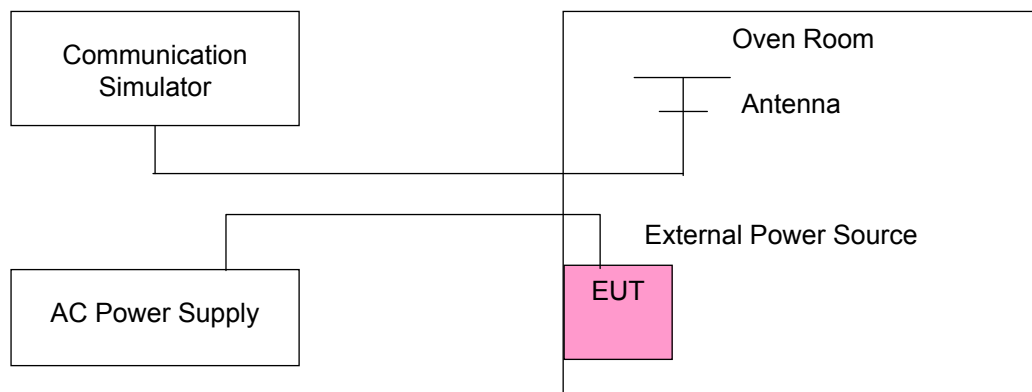 Communication
Simulator
Oven Room
Antenna
External Power Source
EUT
AC Power Supply